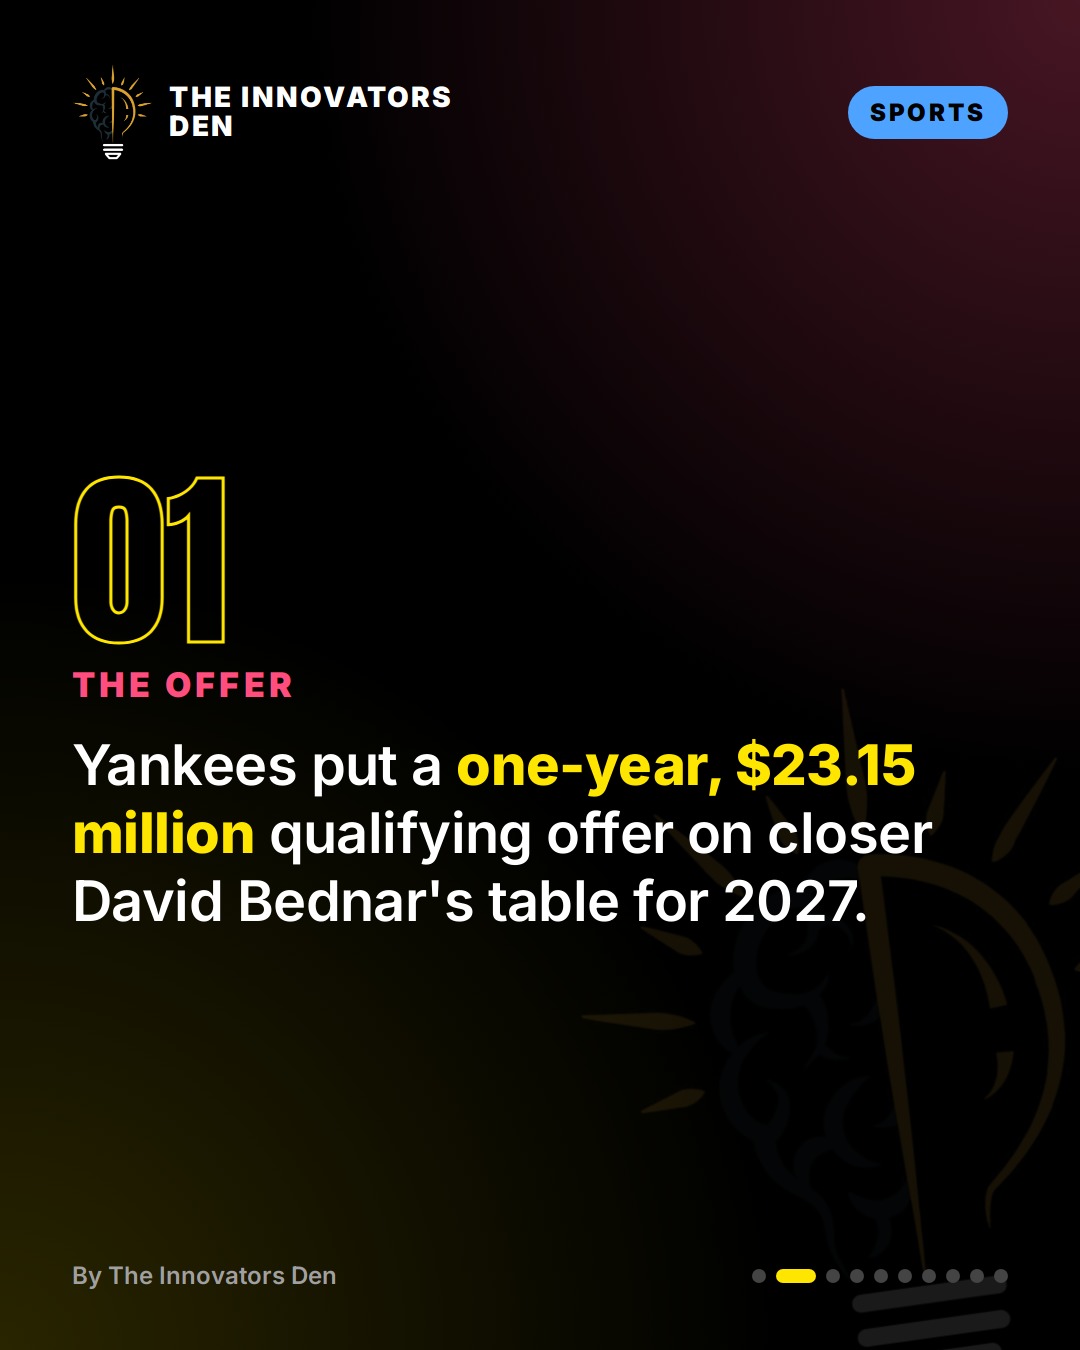 THE INNOVATORS
DEN
SPORTS
01
THE OFFER
Yankees put a one-year, $23.15
million qualifying offer on closer
David Bednar's table for 2027.
By The Innovators Den